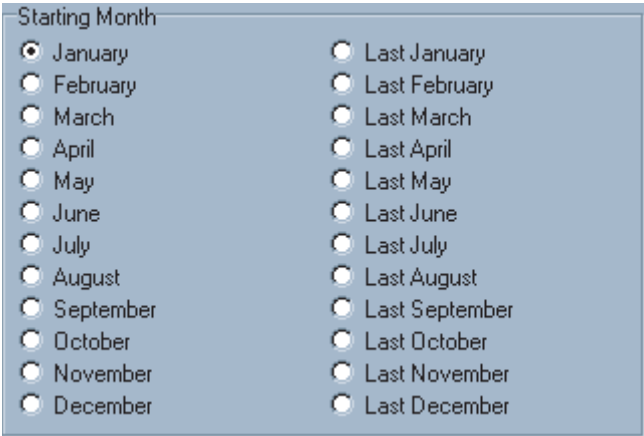 Starting Month
January
February
March
April
May
June
July
August
September
October
November
December
Last January
Last February
Last March
Last April
Last May
Last June
Last July
Last August
Last September
Last October
Last November
Last December